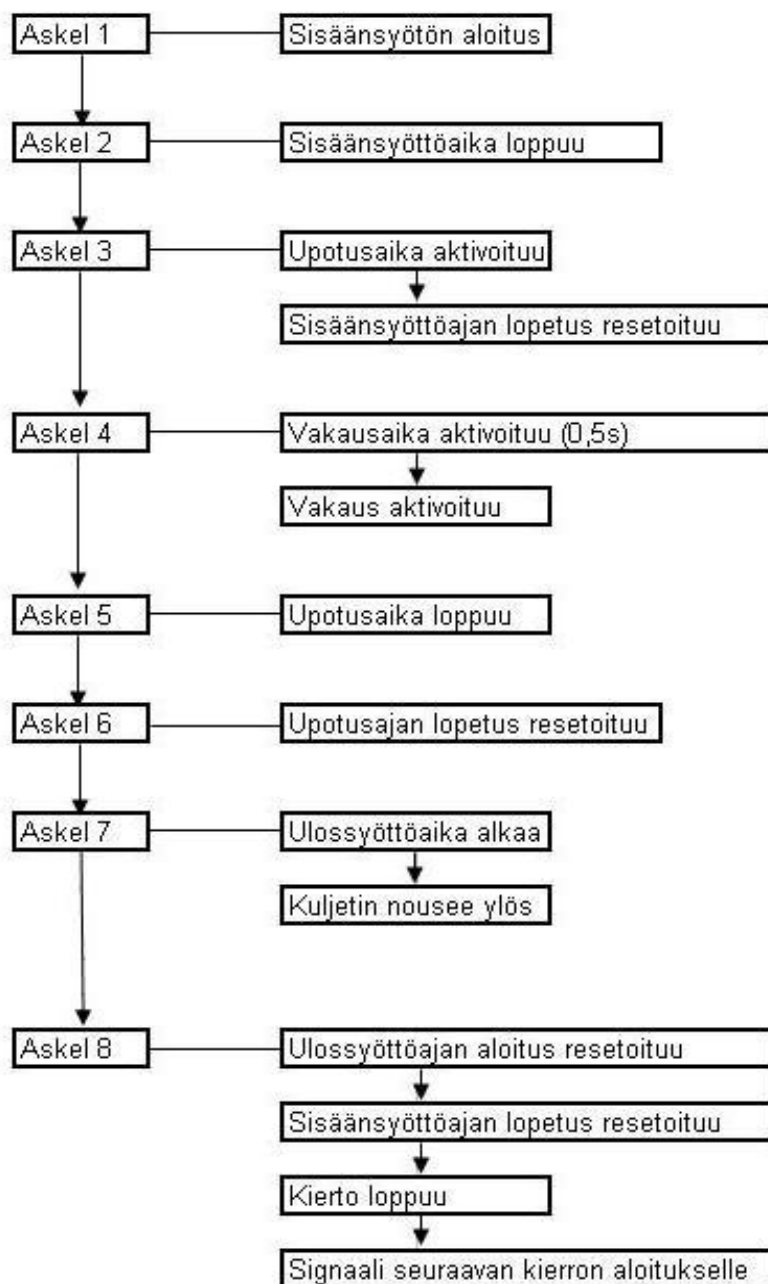 Askel 1
Sisäänsyötön aloitus
Askel 2
Sisäänsyöttöaika loppuu
Askel 3
Upotusaika aktivoituu
Sisäänsyöttöajan lopetus resetoituu
Askel 4
Vakausaika aktivoituu (0,5s)
Vakaus aktivoituu
Askel 5
Upotusaika loppuu
Askel 6
Upotusajan lopetus resetoituu
Askel 7
Ulossyöttöaika alkaa
Kuljetin nousee ylös
Askel 8
Ulossyöttöajan aloitus resetoituu
Sisäänsyöttöajan lopetus resetoituu
Kierto loppuu
Signaali seuraavan kierron aloitukselle